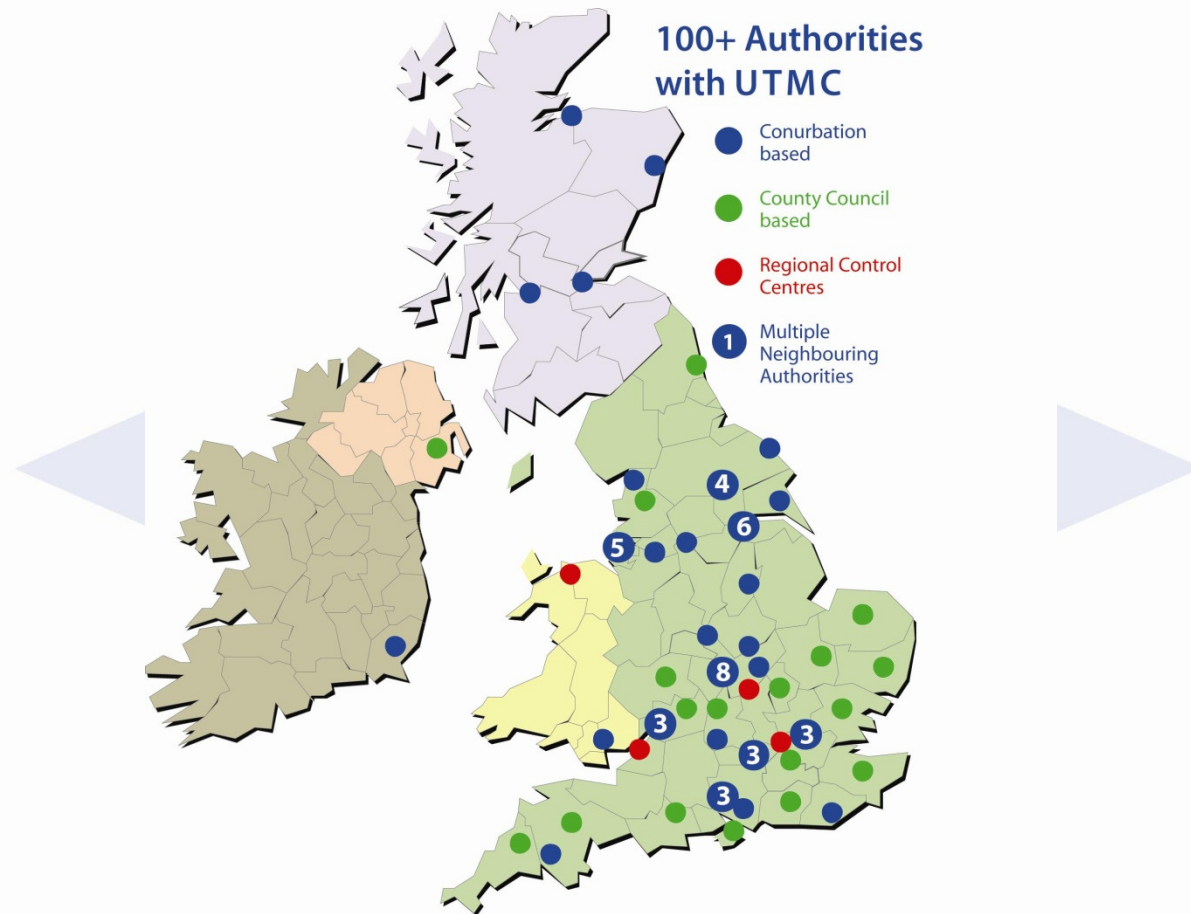 100+ Authorities
with UTMC
Conurbation
based
County Council
based
Regional Control
Centres
1
Multiple
Neighbouring
Authorities
4
6
5
8
3
3
3
3